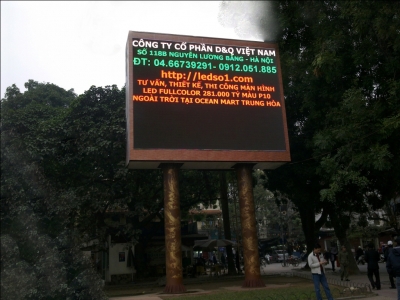 CÔNG TY CỔ PHẦN D&Q VIỆT NAM
SỐ 118B NGUYỄN LƯƠNG BẰNG - HÀ NỘI
ĐT: 04.66739291- 0912.051.885
http://ledso1.com
TƯ VẤN, THIẾT KẾ, THI CÔNG MÀN HÌNH
LED FULLCOLOR 281.000 TỶ MÀU P10
NGOÀI TRỜI TẠI OCEAN MART TRUNG HÒA